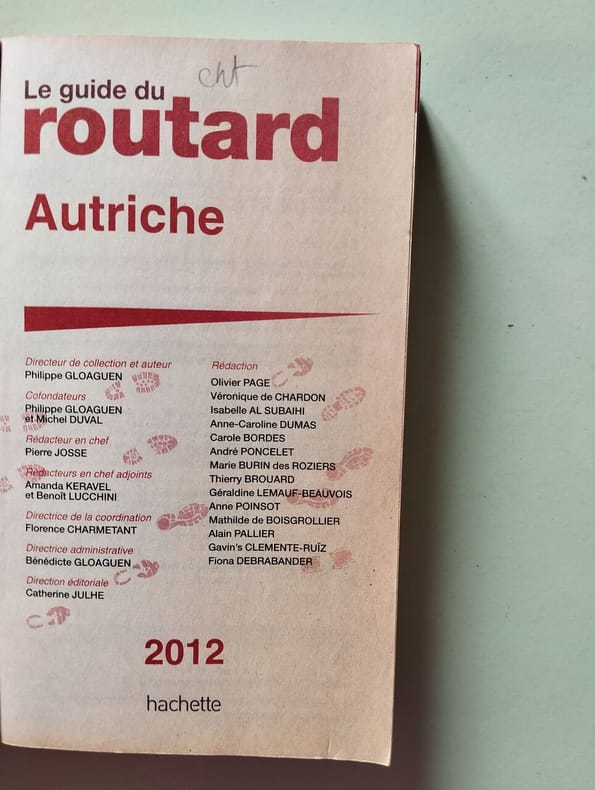 cht
Le guide du
routard
Autriche
Directeur de collection et auteur
Philippe GLOAGUEN
Cofondateurs
Philippe GLOAGUEN
et Michel DUVAL
Rédacteur en chef
Pierre JOSSE
Rédacteurs en chef adjoints
Amanda KERAVEL
et Benoît LUCCHINI
Directrice de la coordination
Florence CHARMETANT
Directrice administrative
Bénédicte GLOAGUEN
Direction éditoriale
Catherine JULHE
Rédaction
Olivier PAGE
Véronique de CHARDON
Isabelle AL SUBAIHI
Anne-Caroline DUMAS
Carole BORDES
André PONCELET
Marie BURIN des ROZIERS
Thierry BROUARD
Géraldine LEMAUF-BEAUVOIS
Anne POINSOT
Mathilde de BOISGROLLIER
Alain PALLIER
Gavin's CLEMENTE-RUÏZ
Fiona DEBRABANDER
2012
hachette